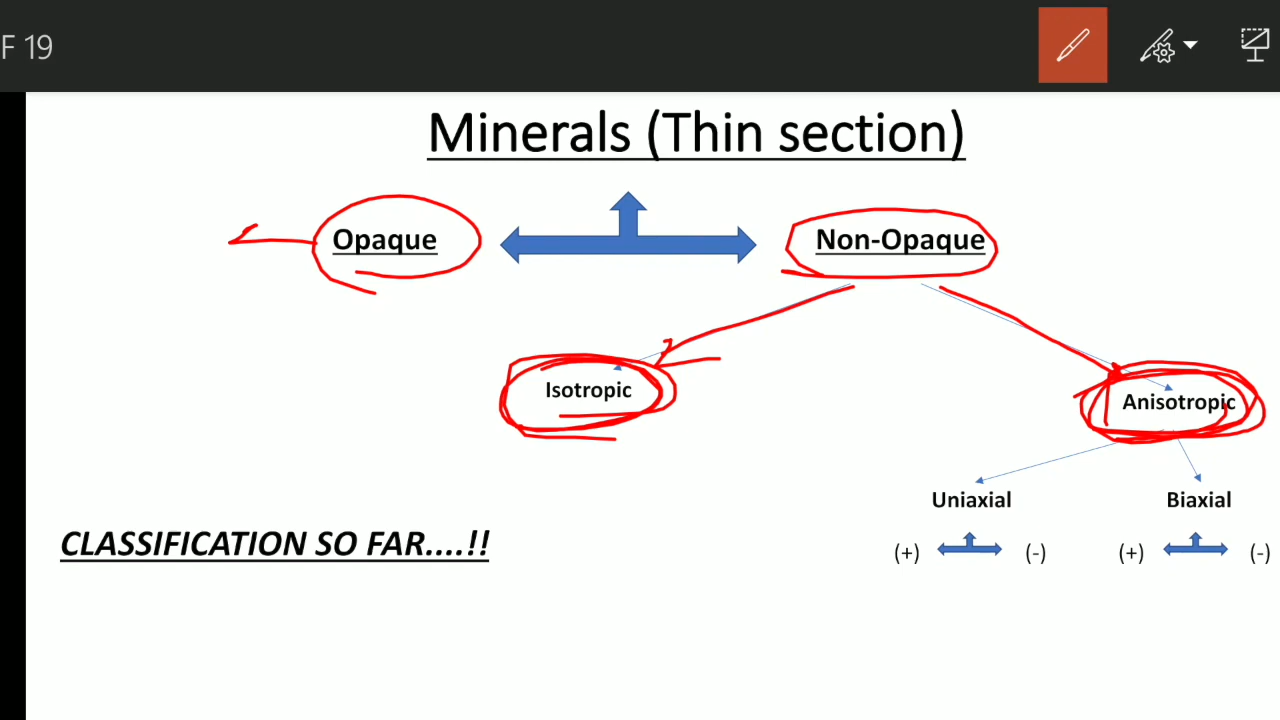 F 19
Minerals (Thin section)
Opaque
Non-Opaque
Isotropic
Anisotropic
Uniaxial
Biaxial
CLASSIFICATION SO FAR....!!
(+)
(-)
(+)
(-)